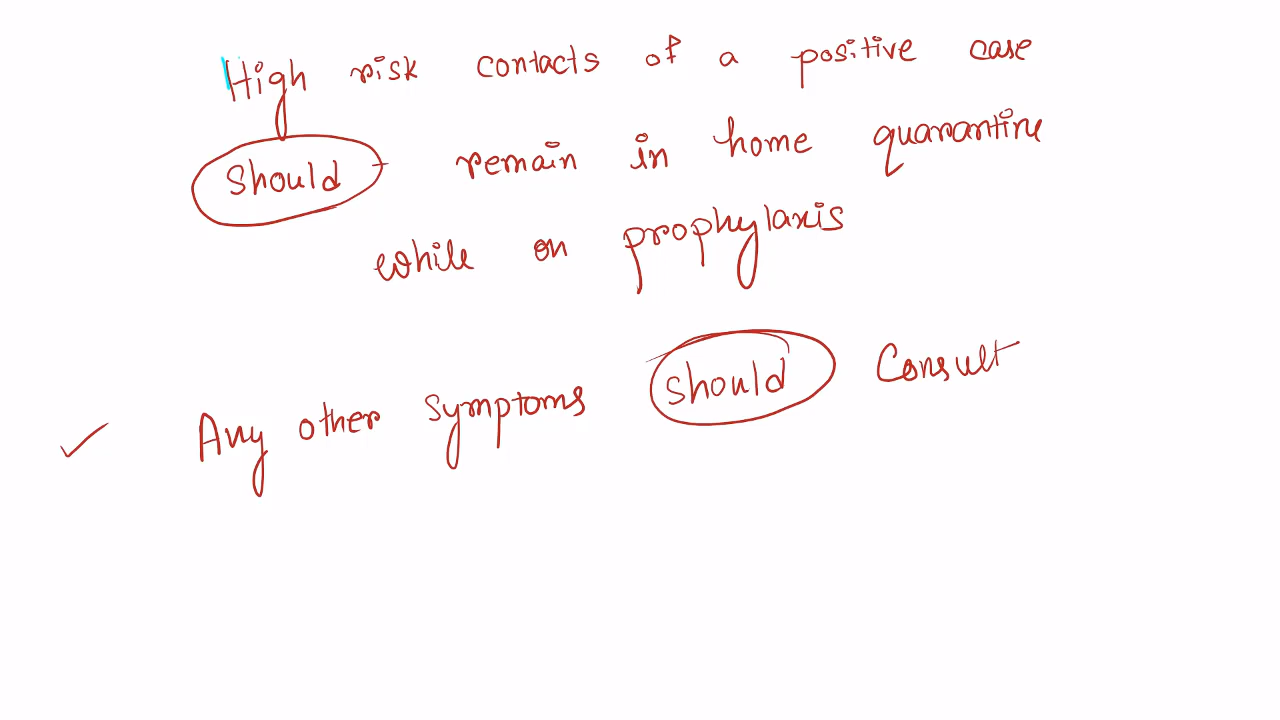 High risk contacts of a positive case
should remain in home quarantine
while on prophylaxis
Any other symptoms should Consult